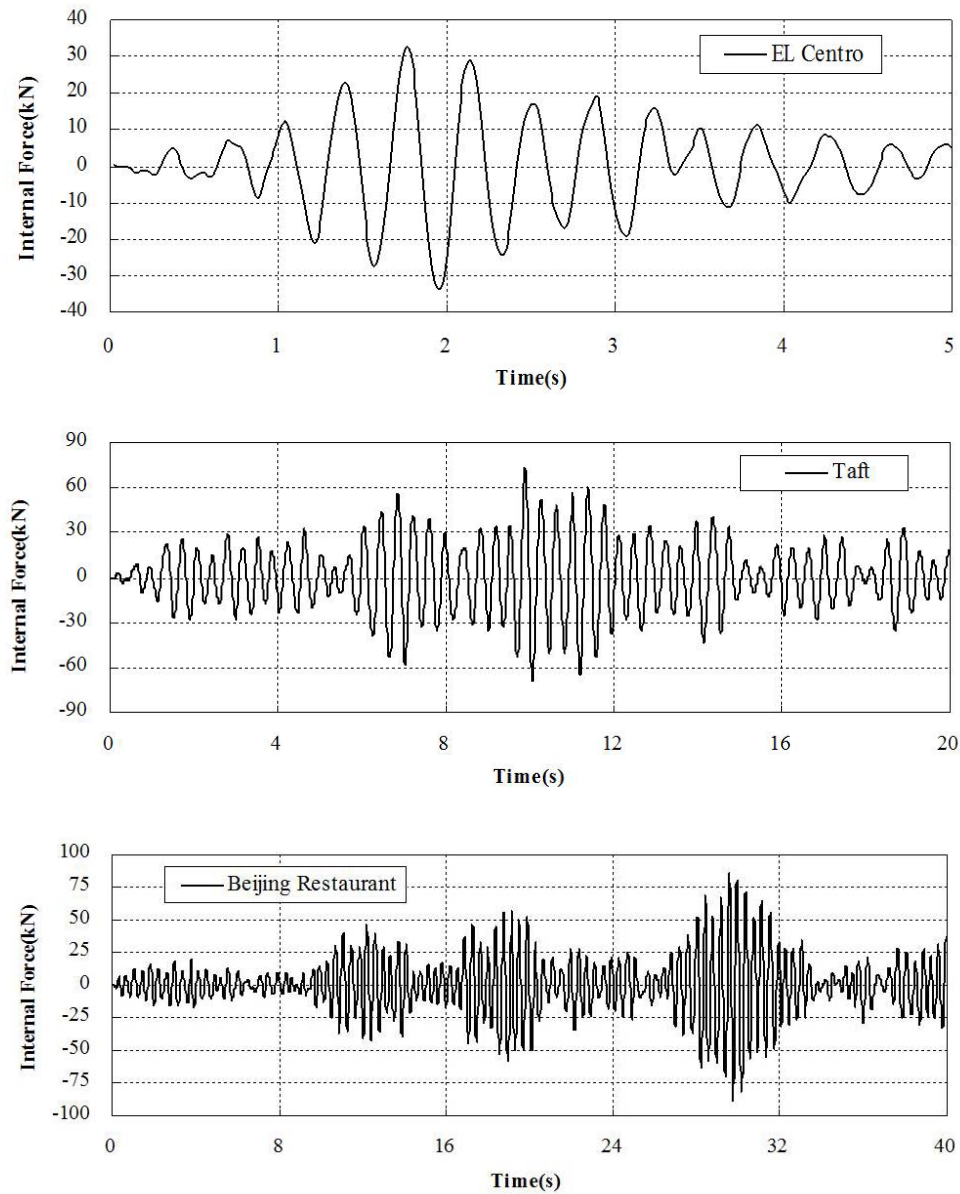 40
30
20
10
0
-10
-20
-30
-40
Internal Force(kN)
EL Centro
0 1 2 3 4 5
Time(s)
90
60
30
0
-30
-60
-90
Internal Force(kN)
Taft
0 4 8 12 16 20
Time(s)
100
75
50
25
0
-25
-50
-75
-100
Internal Force(kN)
Beijing Restaurant
0 8 16 24 32 40
Time(s)